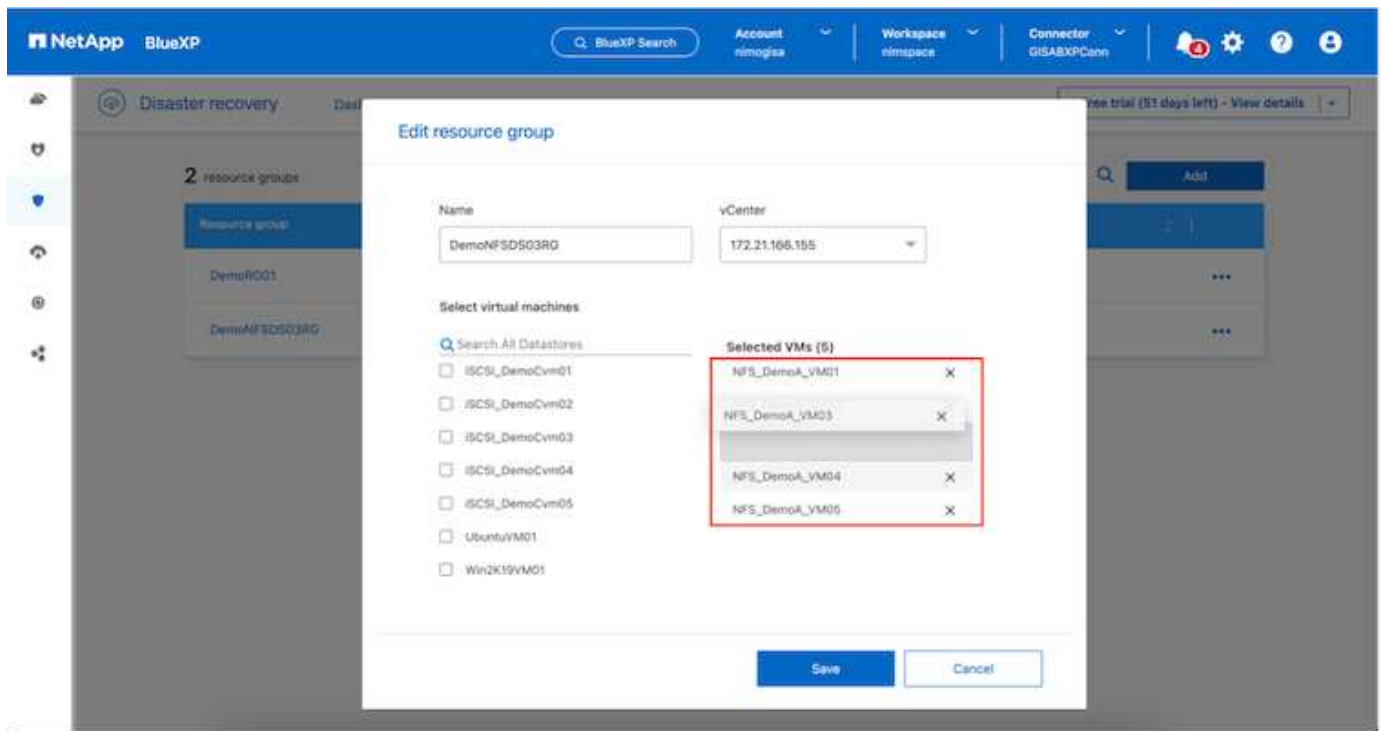 NetApp BlueXP
BlueXP Search
Account
nimogisa
Workspace
nimspace
Connector
GISABXPConn
4
Disaster recovery
free trial (51 days left) - View details
Edit resource group
2 resource groups
Add
Resource group
DemoRG01
DemoNFSDS03RG
Name
vCenter
DemoNFSDS03RG
172.21.166.155
Select virtual machines
Search All Datastores
Selected VMs (5)
iSCSI_DemoCvm01
NFS_DemoA_VM01
iSCSI_DemoCvm02
NFS_DemoA_VM03
iSCSI_DemoCvm03
iSCSI_DemoCvm04
NFS_DemoA_VM04
iSCSI_DemoCvm05
NFS_DemoA_VM05
UbuntuVM01
Win2K19VM01
Save
Cancel